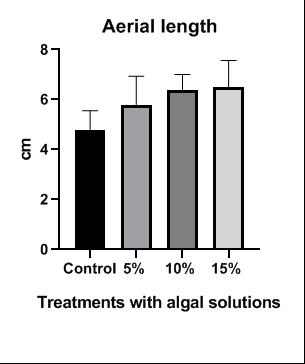 Aerial length
8
6
4
2
0
cm
Control 5% 10% 15%
Treatments with algal solutions